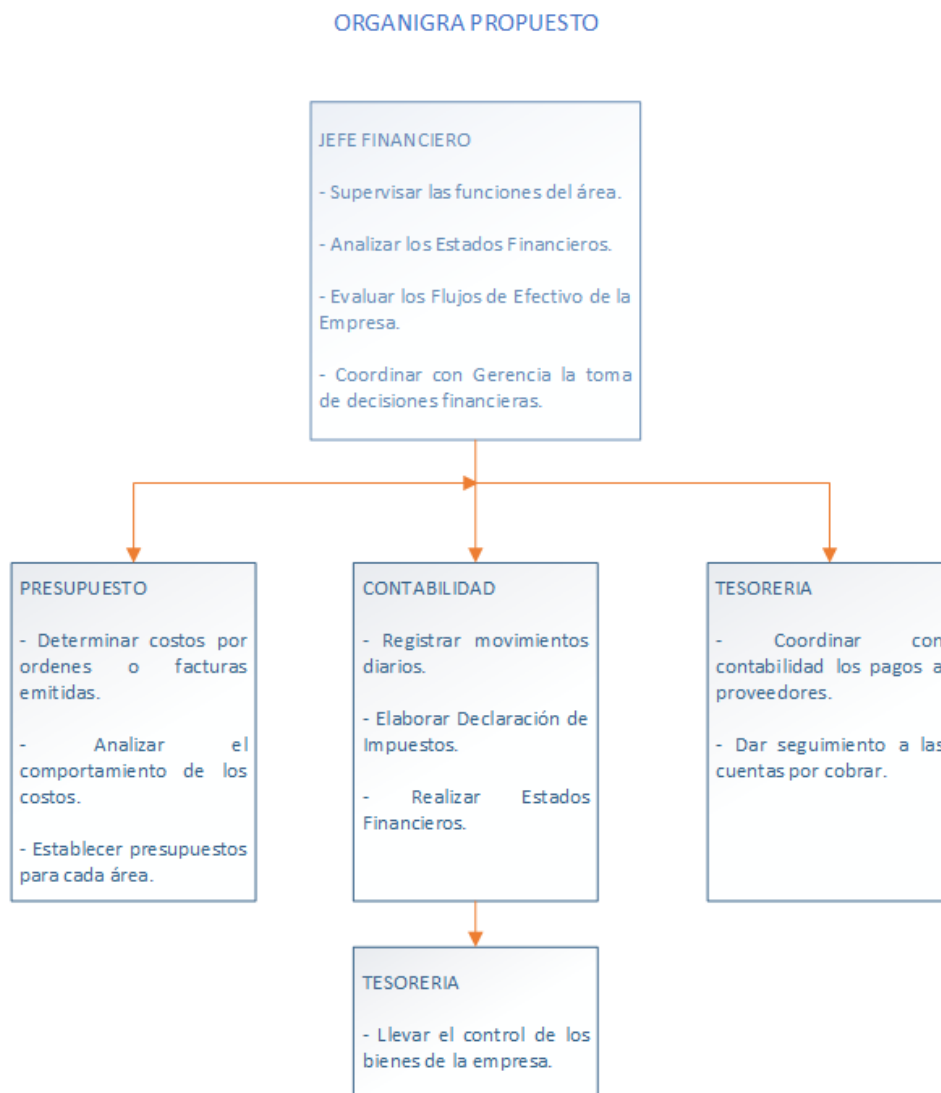 ORGANIGRA PROPUESTO
JEFE FINANCIERO
- Supervisar las funciones del área.
- Analizar los Estados Financieros.
- Evaluar los Flujos de Efectivo de la
Empresa.
- Coordinar con Gerencia la toma
de decisiones financieras.
PRESUPUESTO
- Determinar costos por
ordenes o facturas
emitidas.
- Analizar el
comportamiento de los
costos.
- Establecer presupuestos
para cada área.
CONTABILIDAD
- Registrar movimientos
diarios.
- Elaborar Declaración de
Impuestos.
- Realizar Estados
Financieros.
TESORERIA
- Coordinar con
contabilidad los pagos a
proveedores.
- Dar seguimiento a las
cuentas por cobrar.
TESORERIA
- Llevar el control de los
bienes de la empresa.